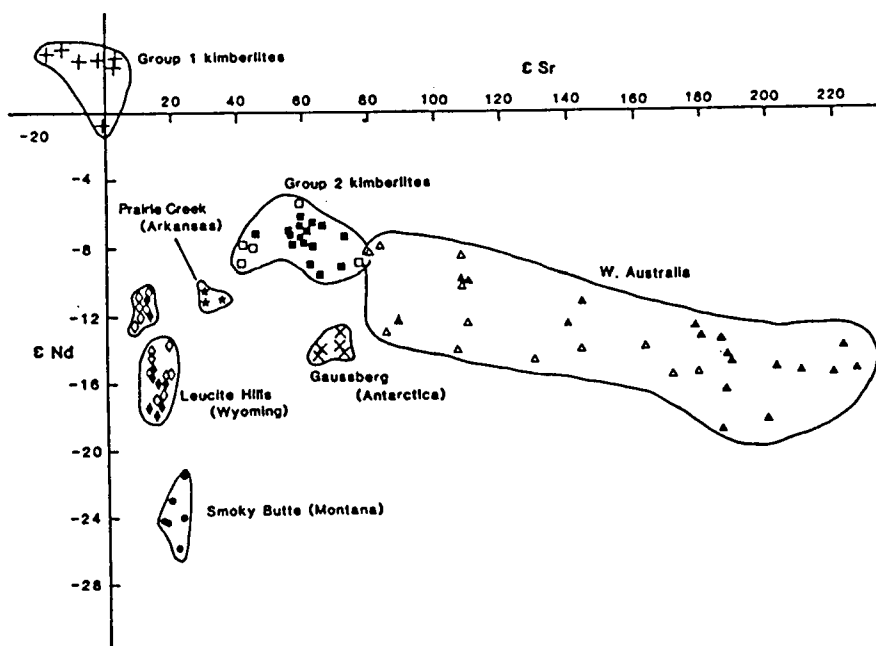 Group 1 kimberlites
ε Sr
20 40 60 80 100 120 140 160 180 200 220
-20
-4
Group 2 kimberlites
Prairie Creek
(Arkansas)
-8
W. Australia
-12
ε Nd
Gaussberg
(Antarctica)
-16
Leucite Hills
(Wyoming)
-20
Smoky Butte (Montana)
-24
-28